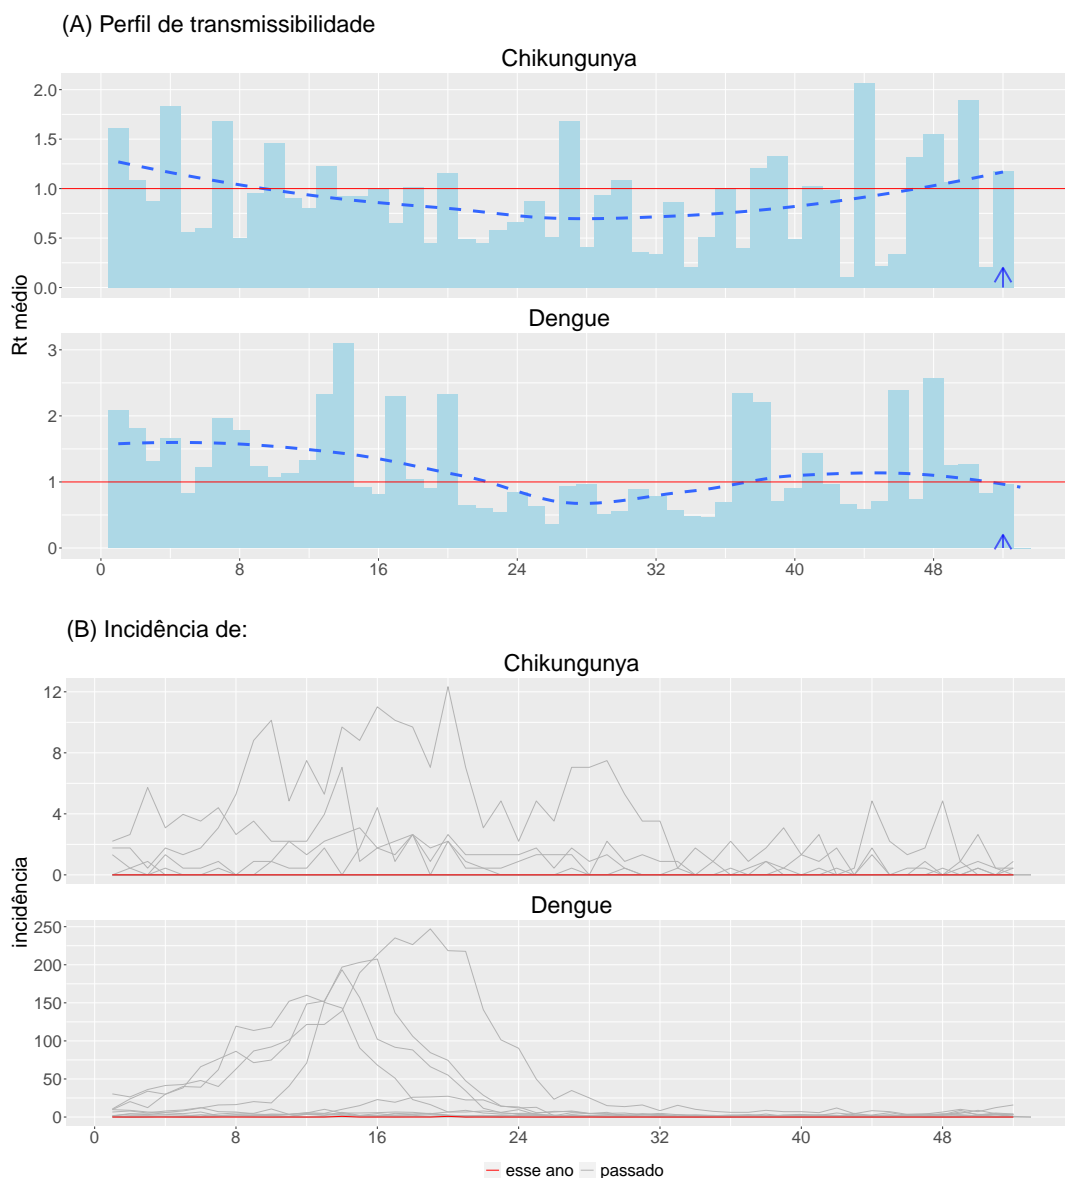 (A) Perfil de transmissibilidade
Chikungunya
2.0
1.5
1.0
0.5
0.0
Rt médio
Dengue
3
2
1
0
0 8 16 24 32 40 48
(B) Incidência de:
Chikungunya
12
8
4
0
incidência
Dengue
250
200
150
100
50
0
0 8 16 24 32 40 48
esse ano passado